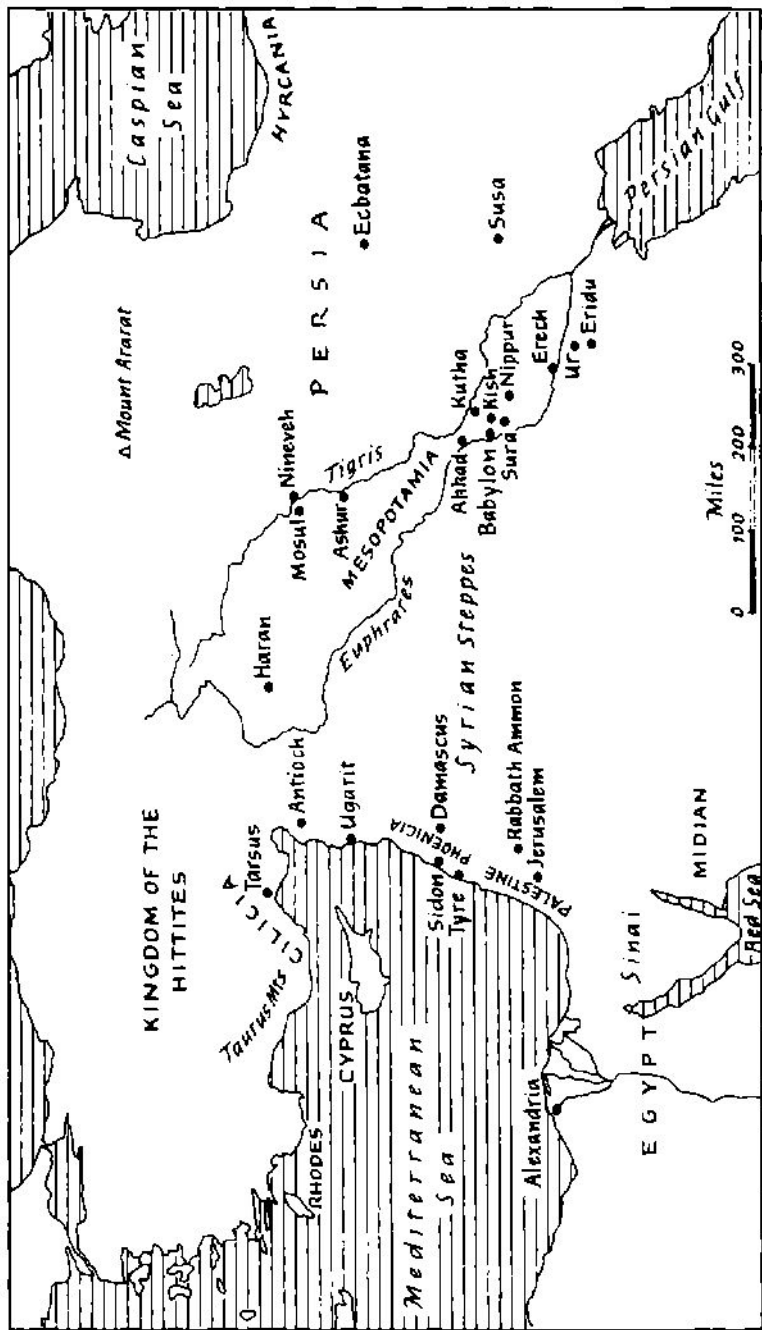 Caspian
Sea
HYRCANIA
Mount Ararat
KINGDOM OF THE
HITTITES
PERSIA
Ecbatana
Nineveh
Mosul
Tigris
Ashur
Haran
MESOPOTAMIA
Euphrates
Antioch
Tarsus
CILICIA
Taurus Mts
RHODES
CYPRUS
Ugarit
Mediterranean
Sea
Sidon
Tyre
Damascus
PHOENICIA
PALESTINE
Syrian Steppes
Rabbath Ammon
Jerusalem
Akkad
Kutha
Babylon
Kish
Sura
Nippur
Susa
Erech
Ur
Eridu
Persian Gulf
Alexandria
EGYPT
Sinai
MIDIAN
Red Sea
Miles
0 100 200 300